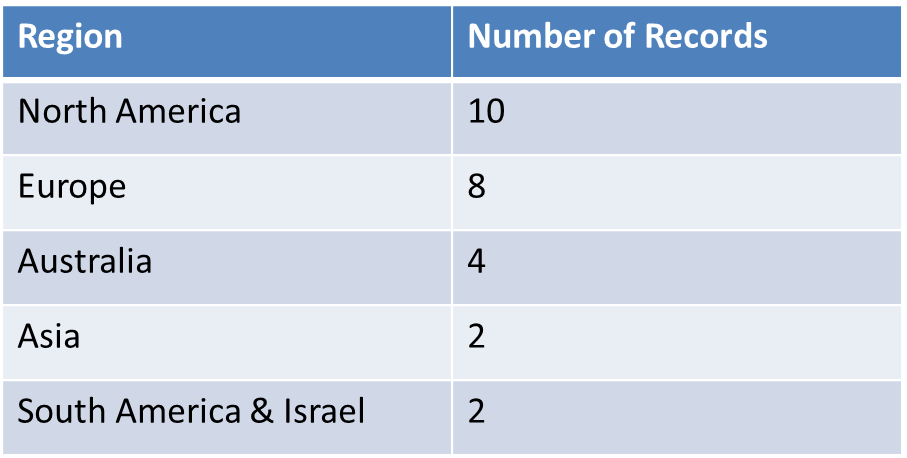 Region Number of Records
North America 10
Europe 8
Australia 4
Asia 2
South America & Israel 2